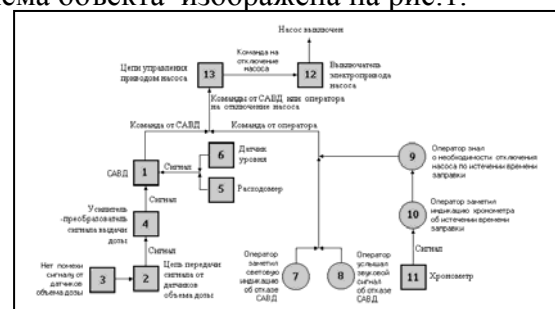 ема объекта изображена на рис.1.
Насос выключен
Цепи управления
приводом насоса
13
Команда на
отключение
насоса
12
Выключатель
электропривода
насоса
Команды от САВД или оператора
на отключение насоса
Команда от САВД
Команда от оператора
6
Датчик
уровня
1
САВД
Сигнал
5
Расходомер
9
Оператор знал
о необходимости отключения
насоса по истечении времени
заправки
Сигнал
Усилитель
-преобразователь
сигнала выдачи
дозы
4
10
Оператор заметил
индикацию хронометра
об истечении времени
заправки
Сигнал
Сигнал
Нет помехи
сигналу от
датчиков
объема дозы
3
2
Цепь передачи
сигнала от
датчиков
объема дозы
Оператор
заметил
световую
индикацию
об отказе
САВД
7
8
Оператор
услышал
звуковой
сигнал
об отказе
САВД
11
Хронометр